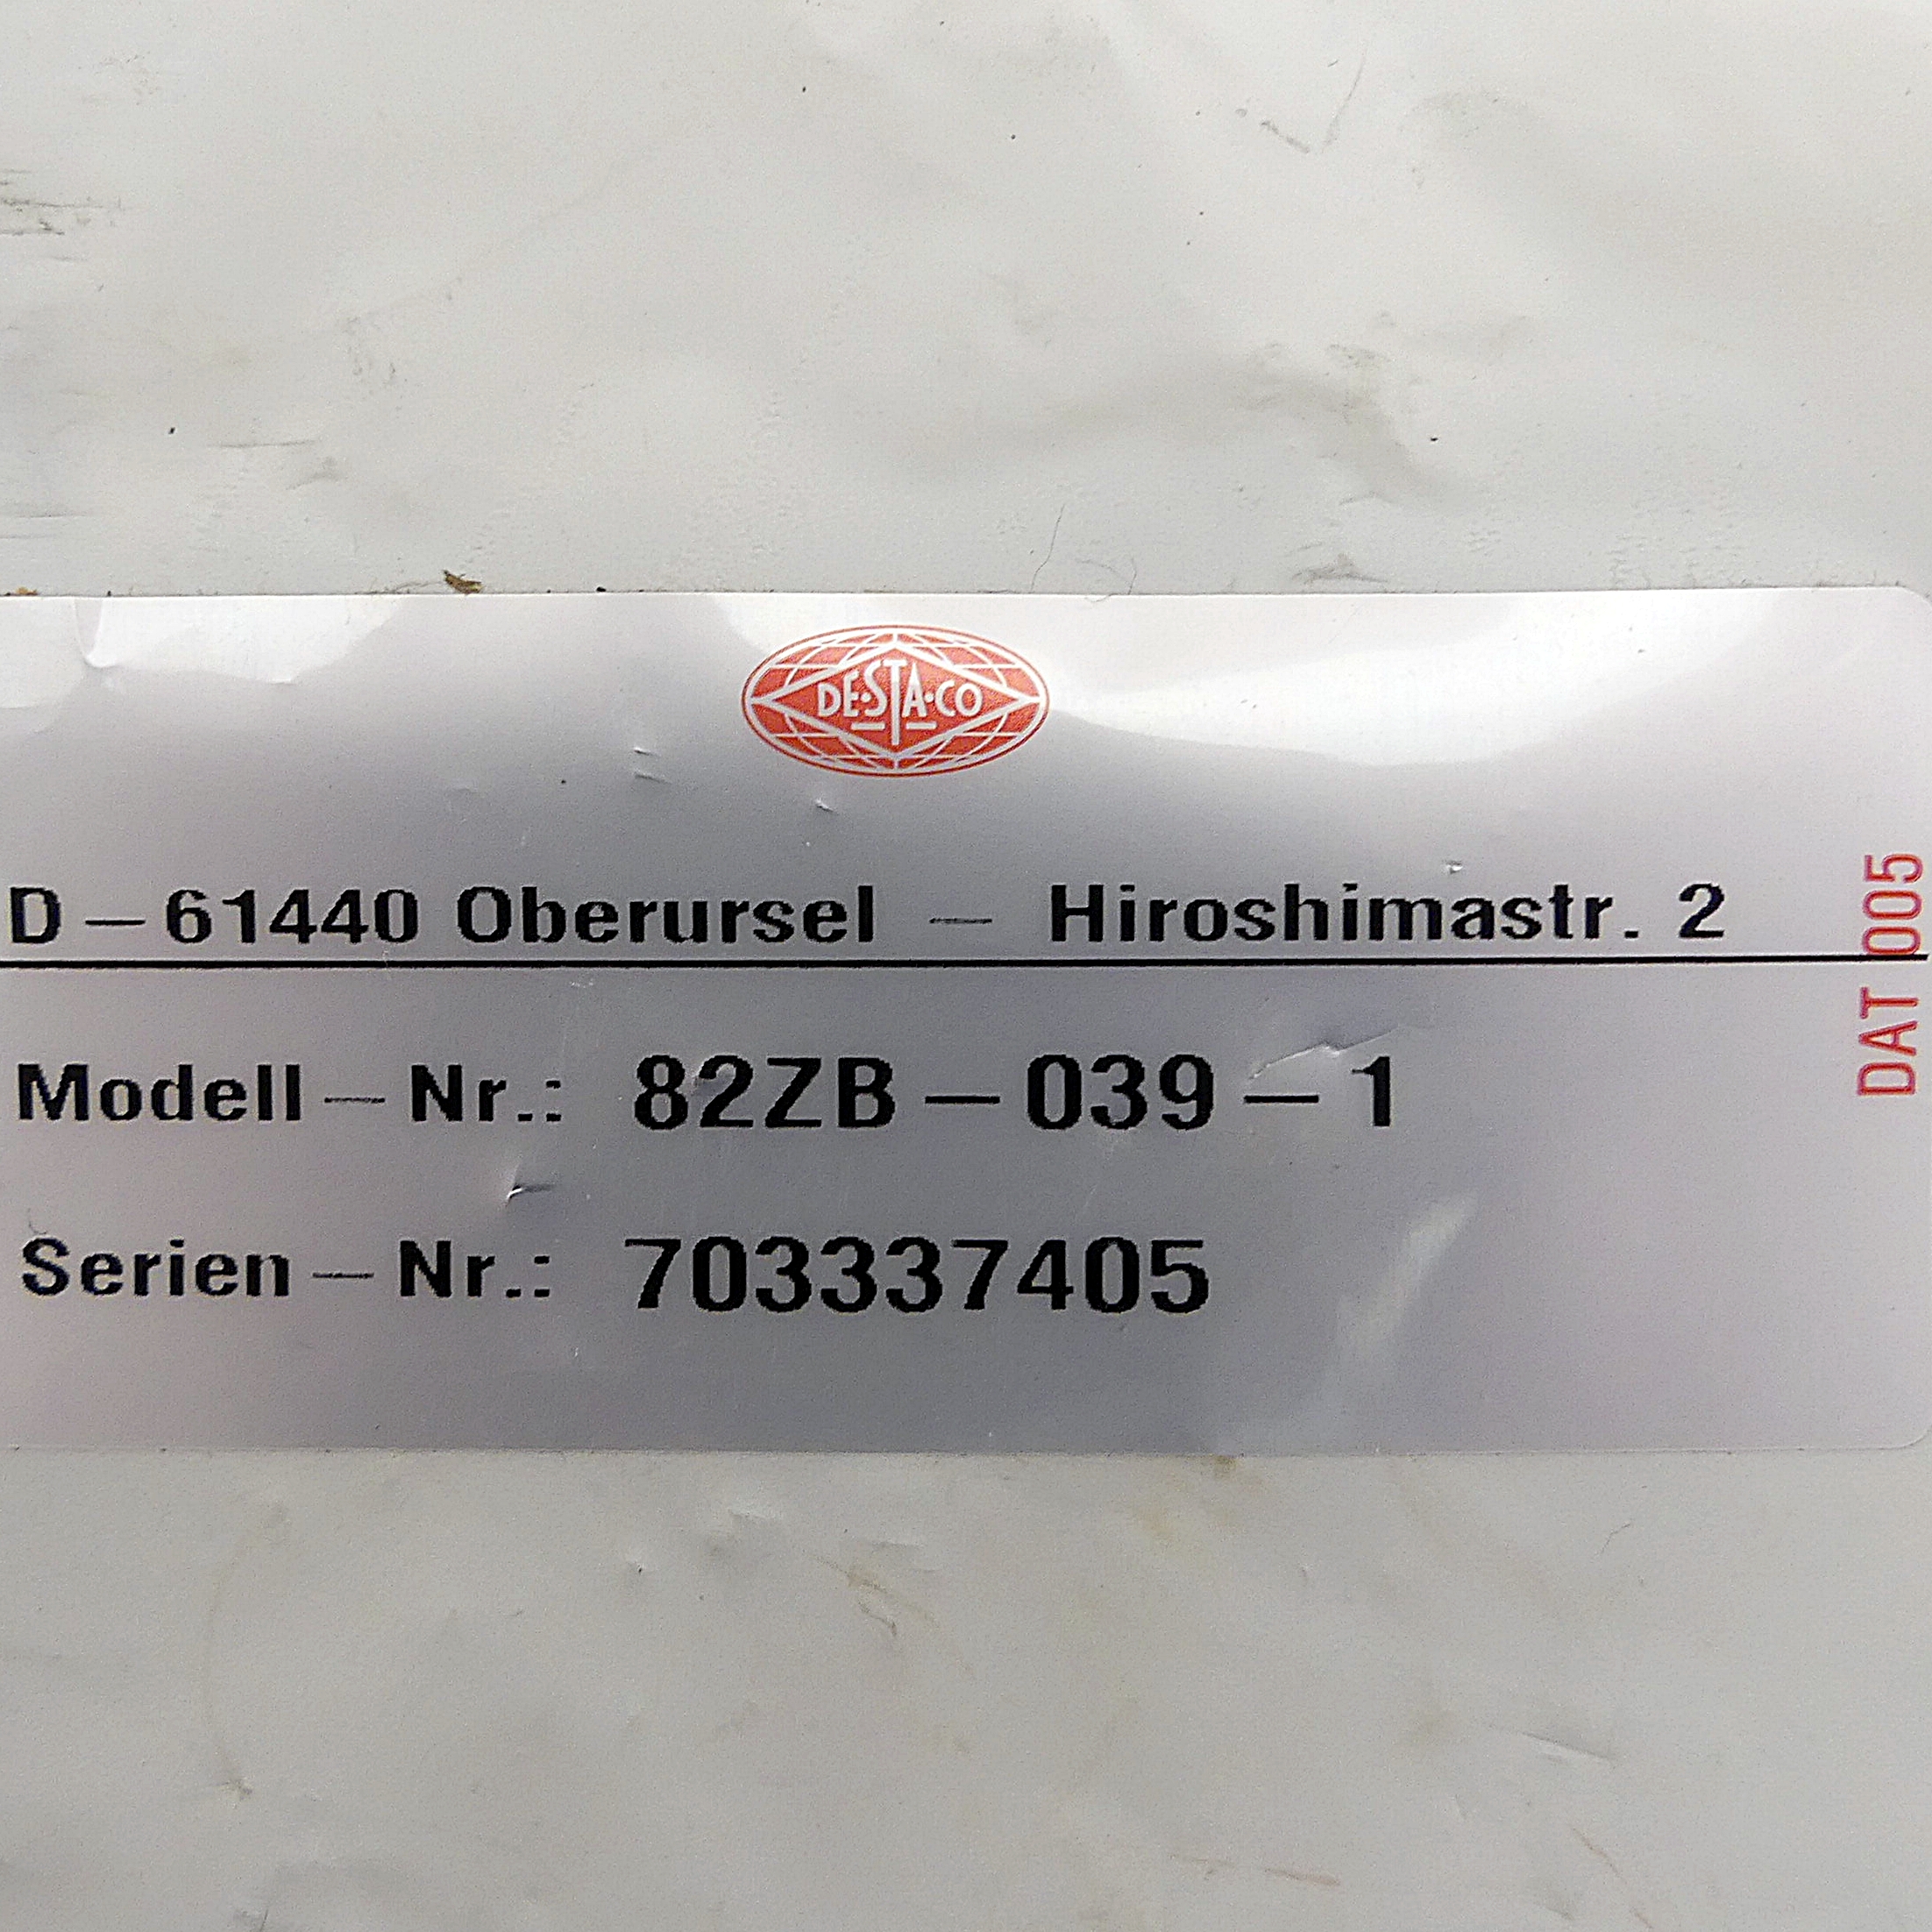 DE·STA·CO
D – 61440 Oberursel – Hiroshimastr. 2
Modell – Nr.: 82ZB – 039 – 1
Serien – Nr.: 703337405
DAT 005